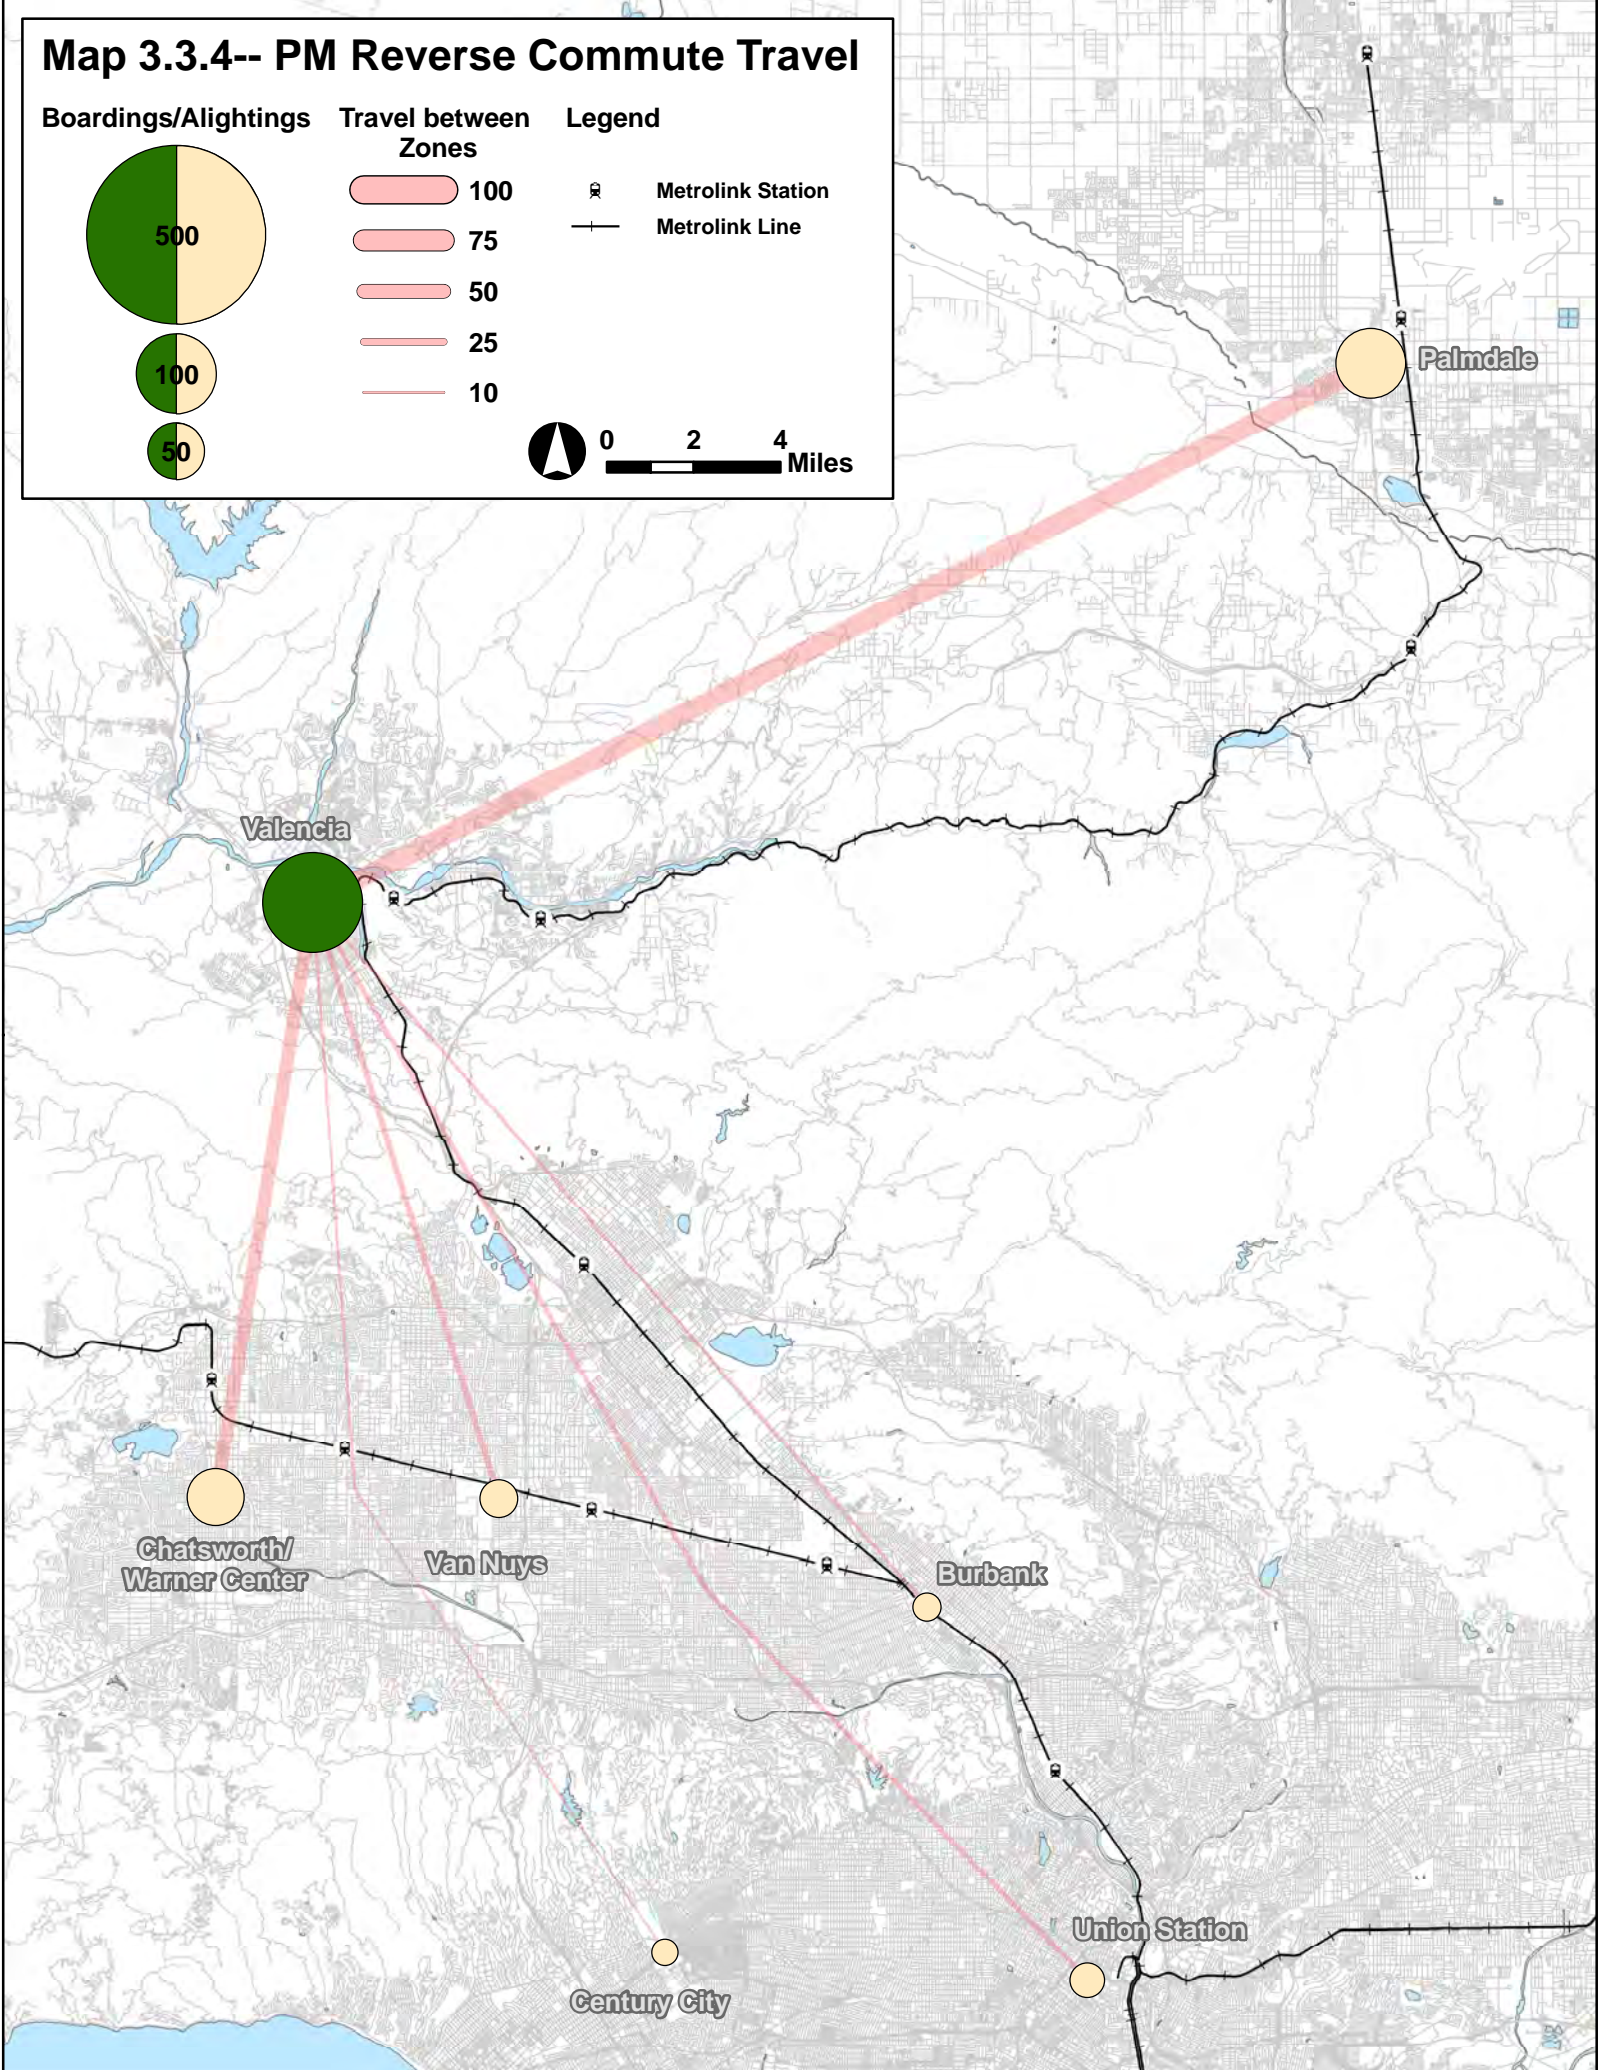 Map 3.3.4-- PM Reverse Commute Travel
Boardings/Alightings
500
100
50
Travel between
Zones
100
75
50
25
10
Legend
Metrolink Station
Metrolink Line
0 2 4
Miles
Palmdale
Valencia
Chatsworth/
Warner Center
Van Nuys
Burbank
Union Station
Century City